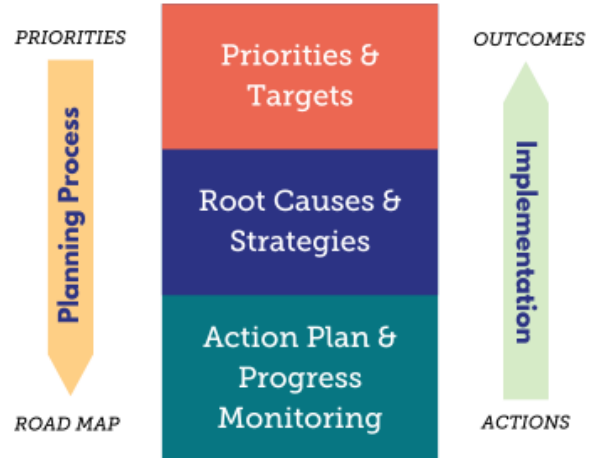 PRIORITIES
Planning Process
ROAD MAP
Priorities &
Targets
Root Causes &
Strategies
Action Plan &
Progress
Monitoring
OUTCOMES
Implementation
ACTIONS